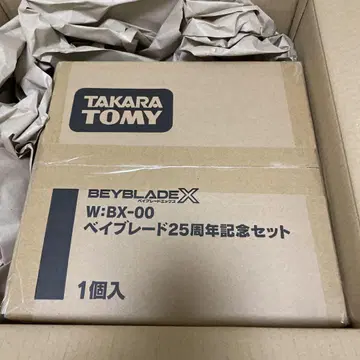 TAKARA
TOMY
BEYBLADE X
ベイブレードエックス
W:BX-00
ベイブレード25周年記念セット
1個入